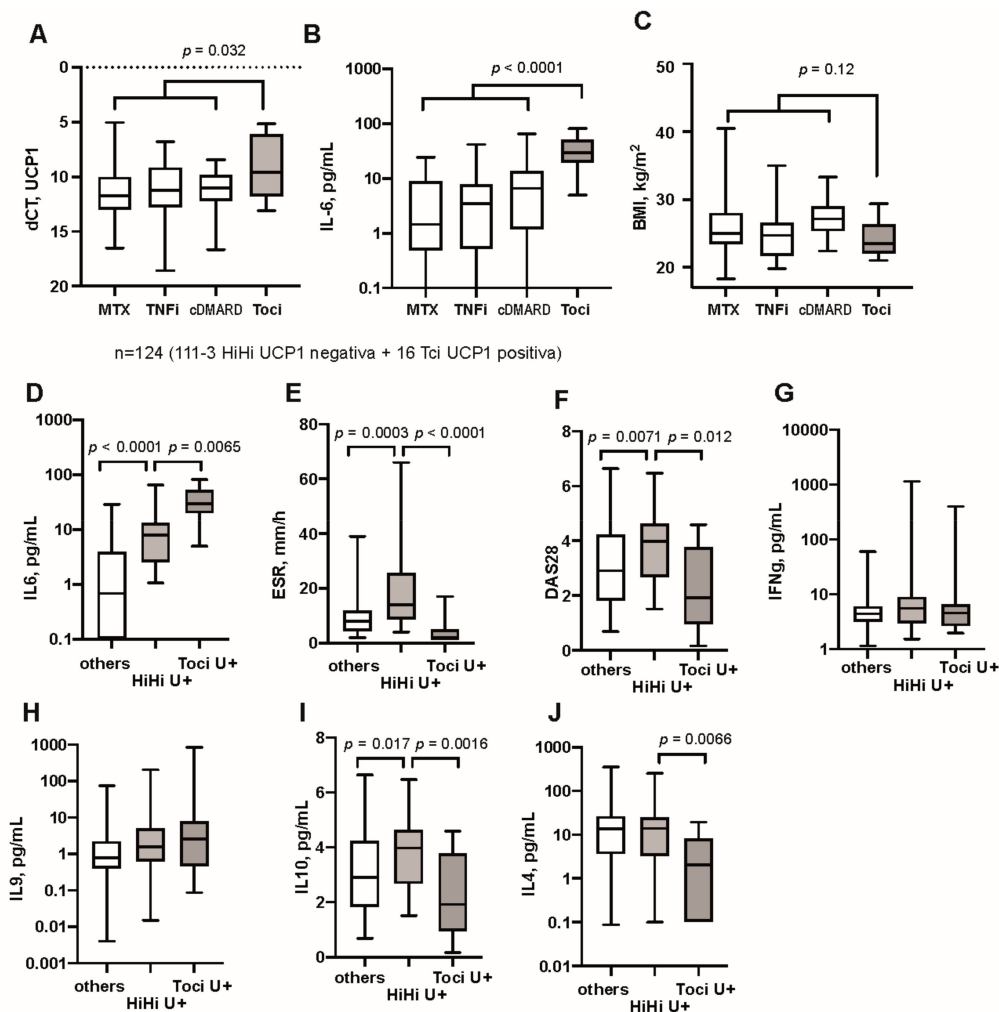 A
B
C
p = 0.032
p < 0.0001
p = 0.12
dCT, UCP1
0
5
10
15
20
MTX TNFi cDMARD Toci
IL-6, pg/mL
1000
100
10
1
0.1
MTX TNFi cDMARD Toci
BMI, kg/m2
50
40
30
20
MTX TNFi cDMARD Toci
n=124 (111-3 HiHi UCP1 negativa + 16 Tci UCP1 positiva)
D
E
F
G
p < 0.0001 p = 0.0065
IL6, pg/mL
1000
100
10
1
0.1
others Toci U+
HiHi U+
p = 0.0003 p < 0.0001
ESR, mm/h
80
60
40
20
0
others Toci U+
HiHi U+
p = 0.0071 p = 0.012
DAS28
8
6
4
2
0
others Toci U+
HiHi U+
IFNg, pg/mL
10000
1000
100
10
1
others Toci U+
HiHi U+
H
I
J
IL9, pg/mL
1000
100
10
1
0.1
0.01
0.001
others Toci U+
HiHi U+
p = 0.017 p = 0.0016
IL10, pg/mL
8
6
4
2
0
others Toci U+
HiHi U+
p = 0.0066
IL4, pg/mL
1000
100
10
1
0.1
0.01
others Toci U+
HiHi U+